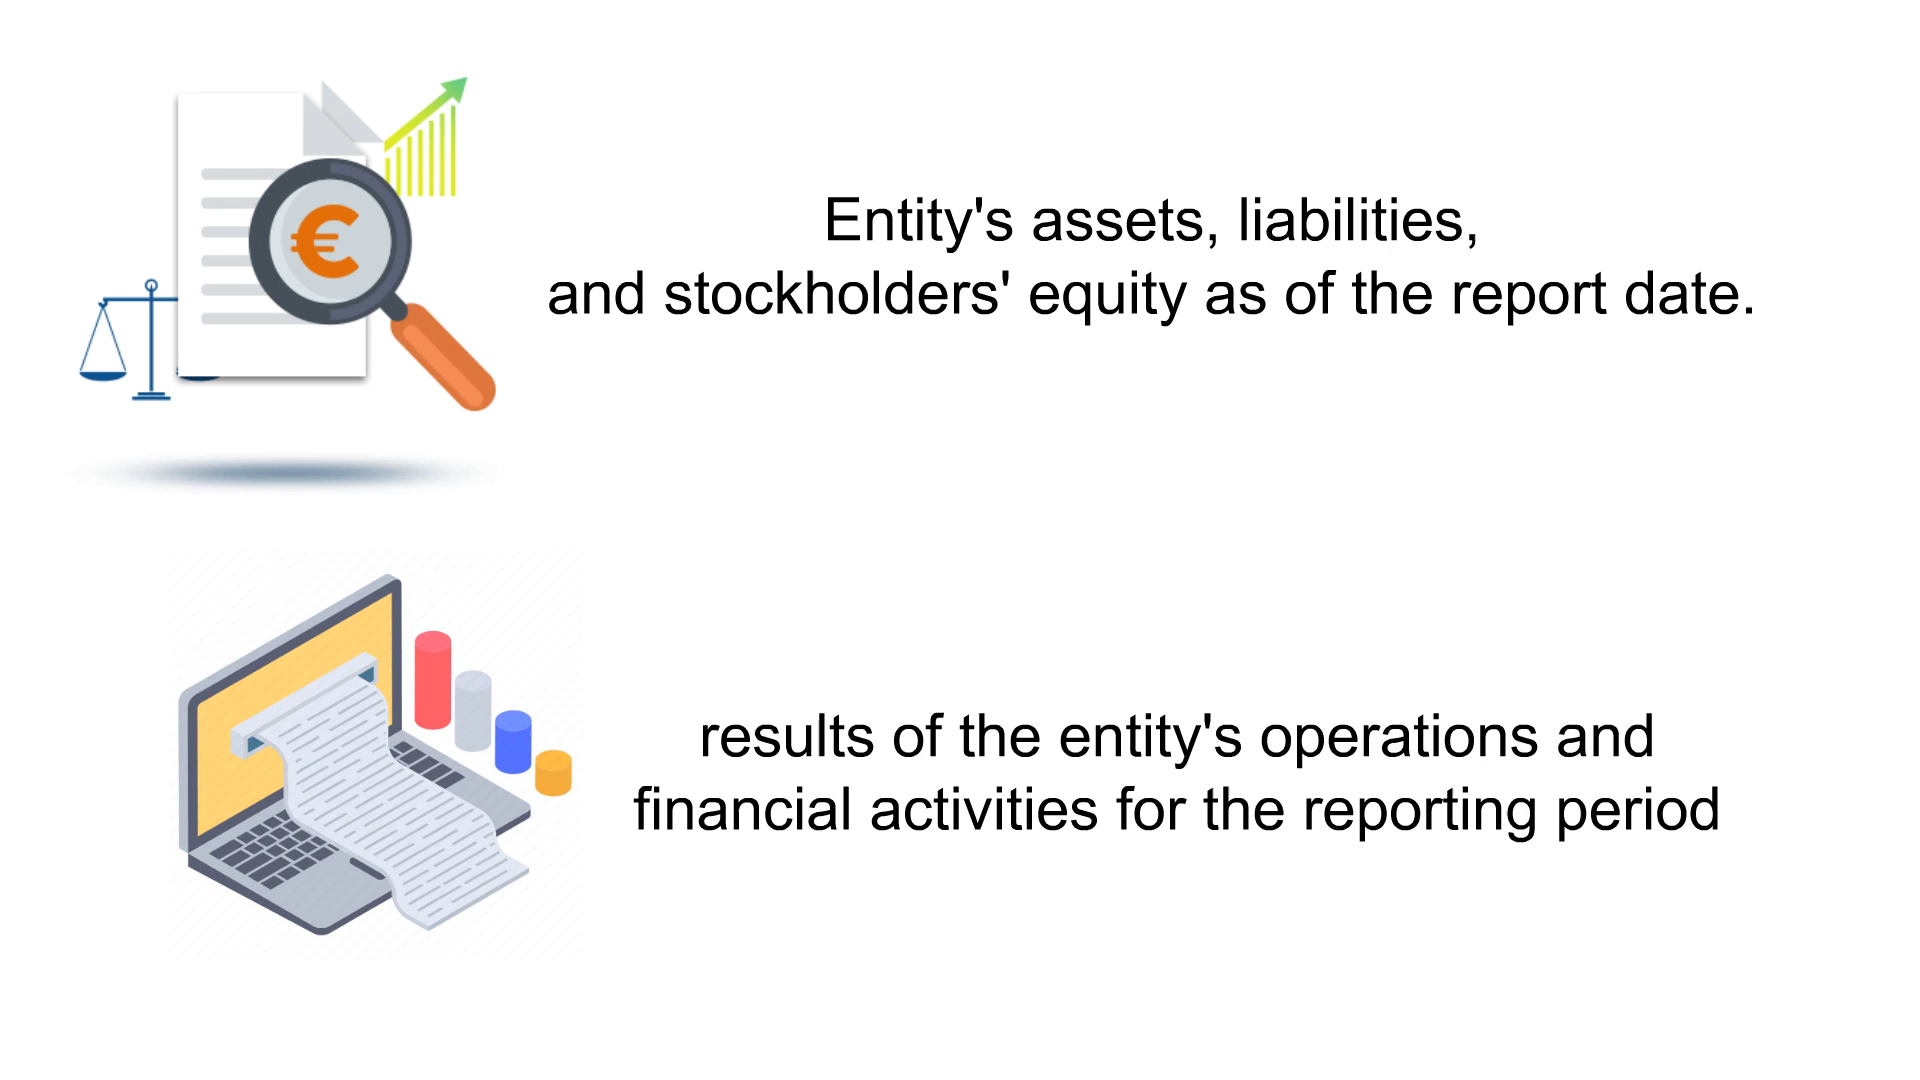 Entity's assets, liabilities,
and stockholders' equity as of the report date.
results of the entity's operations and
financial activities for the reporting period